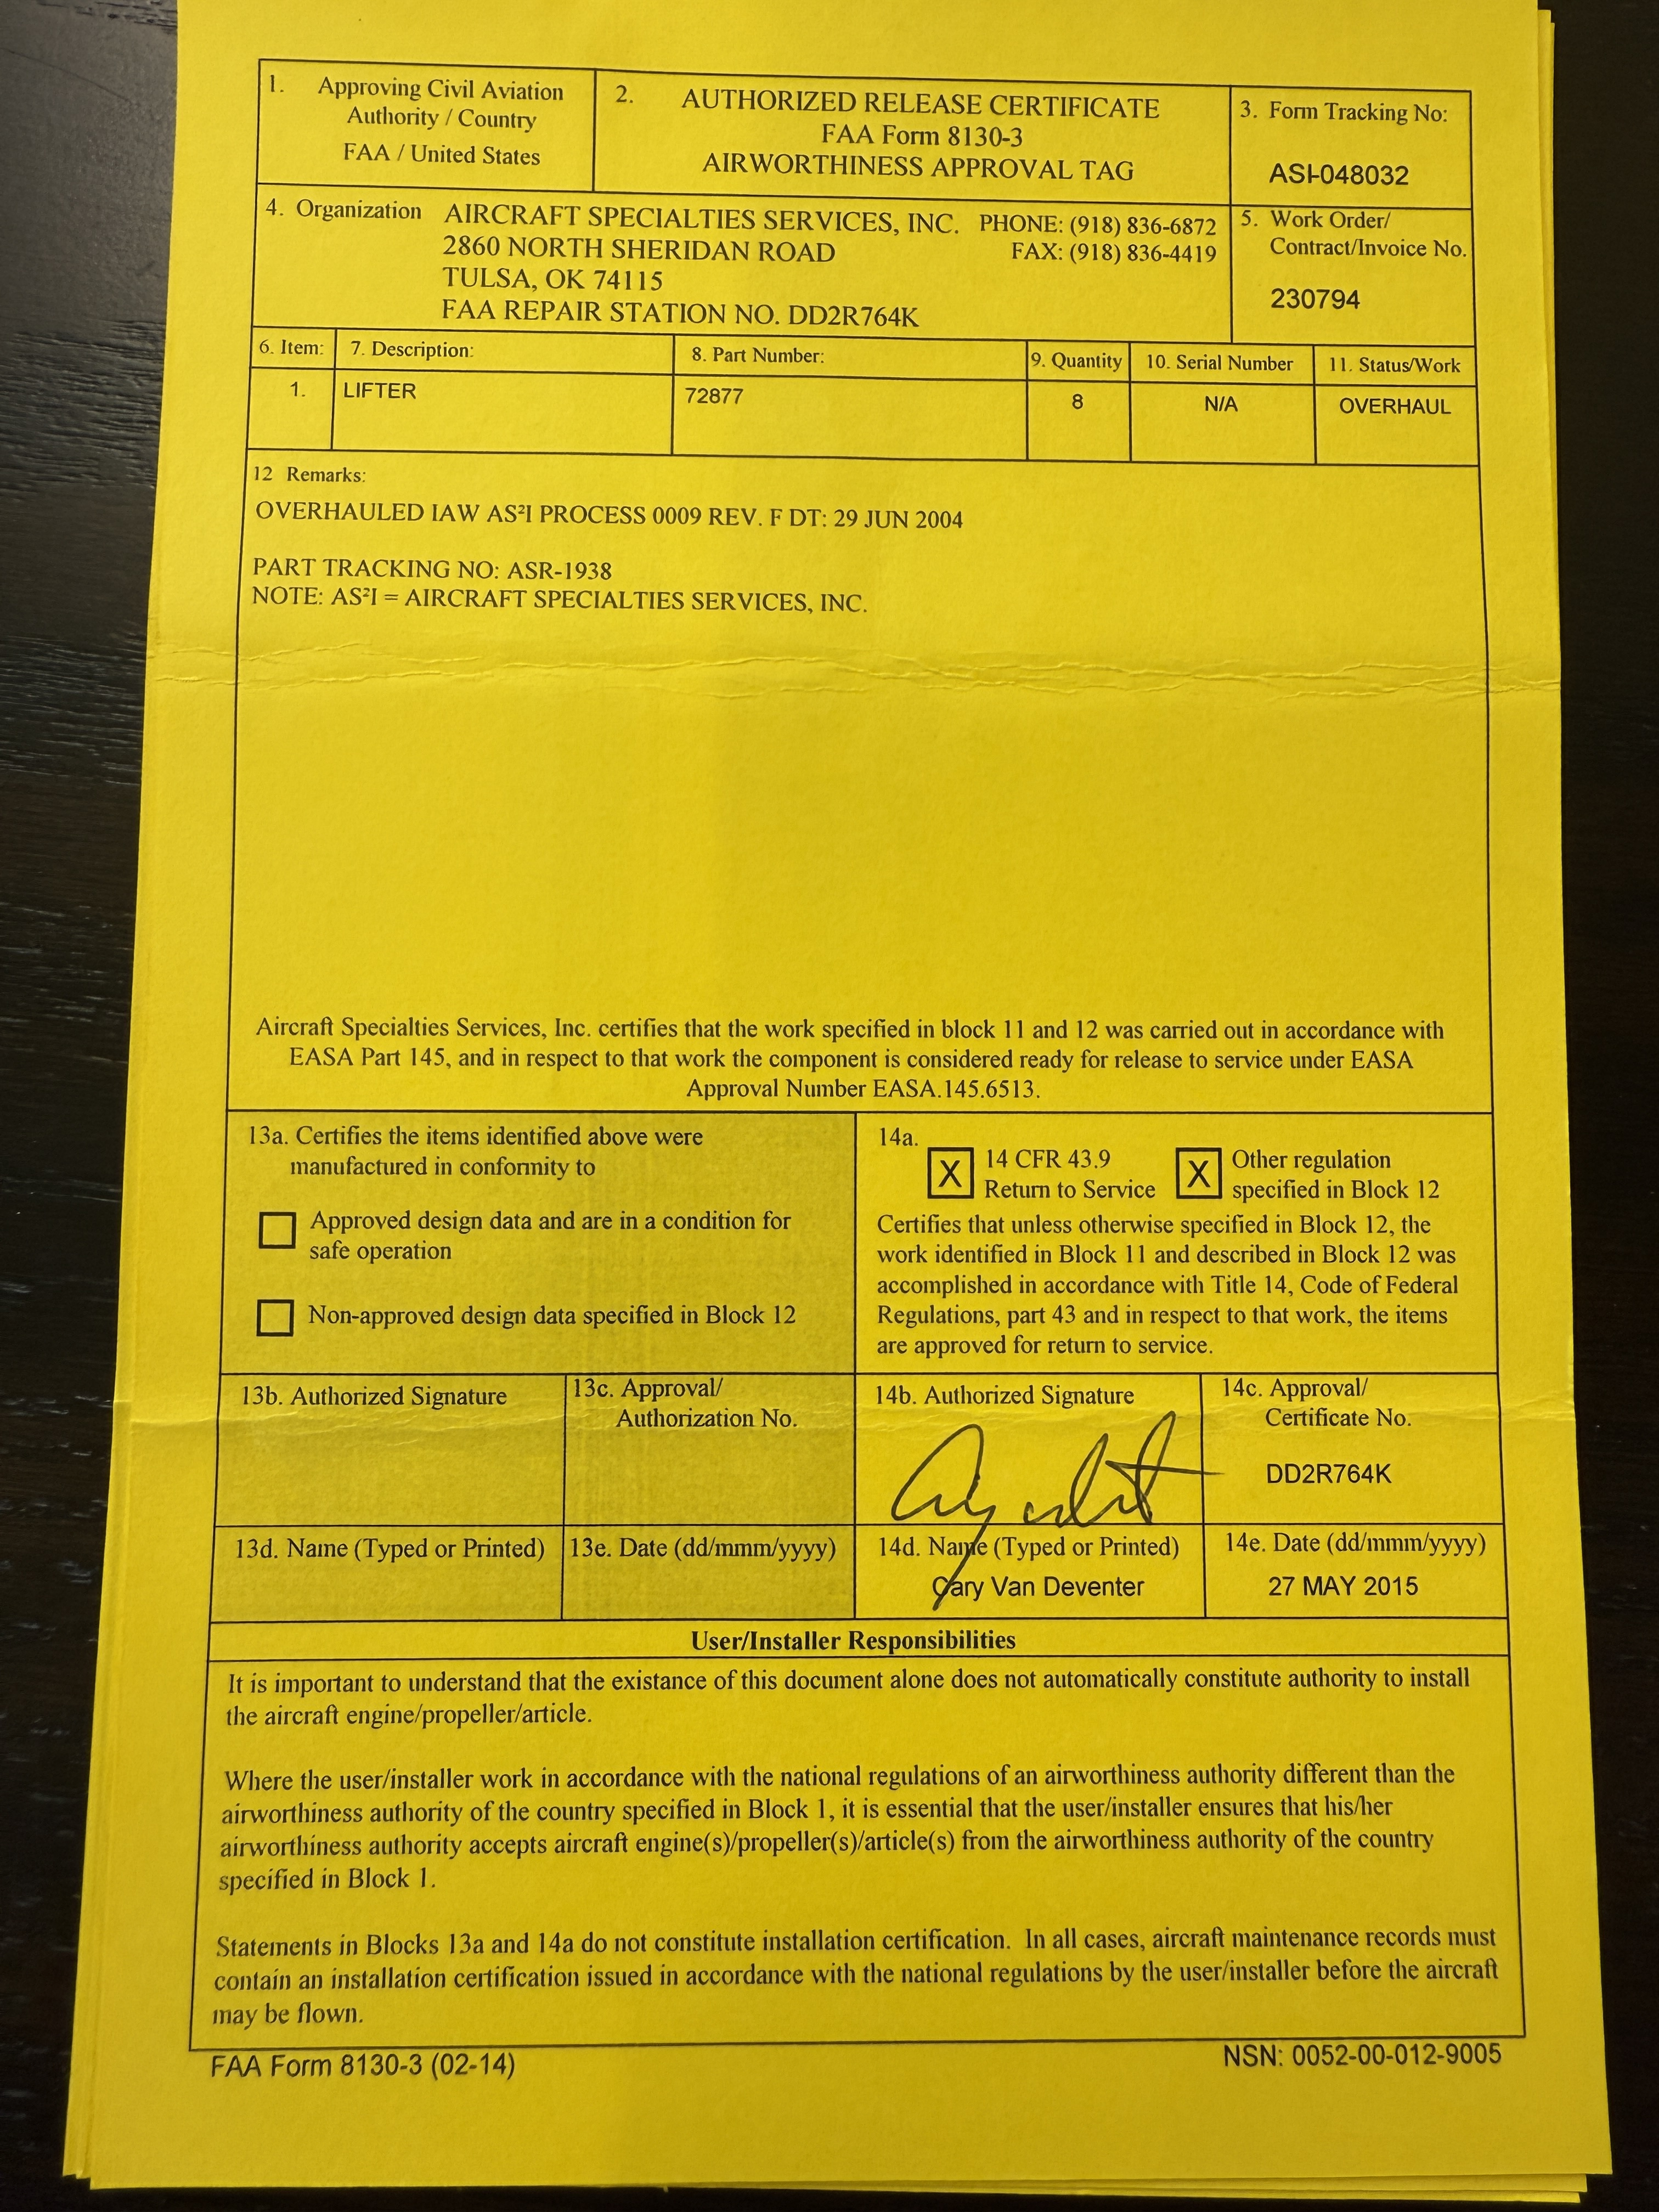 1. Approving Civil Aviation
Authority / Country
FAA / United States
2. AUTHORIZED RELEASE CERTIFICATE
FAA Form 8130-3
AIRWORTHINESS APPROVAL TAG
3. Form Tracking No:
ASI-048032
4. Organization AIRCRAFT SPECIALTIES SERVICES, INC. PHONE: (918) 836-6872
2860 NORTH SHERIDAN ROAD FAX: (918) 836-4419
TULSA, OK 74115
FAA REPAIR STATION NO. DD2R764K
5. Work Order/
Contract/Invoice No.
230794
6. Item: 7. Description: 8. Part Number: 9. Quantity 10. Serial Number 11. Status/Work
1. LIFTER 72877 8 N/A OVERHAUL
12 Remarks:
OVERHAULED IAW AS²I PROCESS 0009 REV. F DT: 29 JUN 2004
PART TRACKING NO: ASR-1938
NOTE: AS²I = AIRCRAFT SPECIALTIES SERVICES, INC.
Aircraft Specialties Services, Inc. certifies that the work specified in block 11 and 12 was carried out in accordance with
EASA Part 145, and in respect to that work the component is considered ready for release to service under EASA
Approval Number EASA.145.6513.
13a. Certifies the items identified above were
manufactured in conformity to
Approved design data and are in a condition for
safe operation
Non-approved design data specified in Block 12
14a.
X 14 CFR 43.9
Return to Service
X Other regulation
specified in Block 12
Certifies that unless otherwise specified in Block 12, the
work identified in Block 11 and described in Block 12 was
accomplished in accordance with Title 14, Code of Federal
Regulations, part 43 and in respect to that work, the items
are approved for return to service.
13b. Authorized Signature
13c. Approval/
Authorization No.
14b. Authorized Signature
14c. Approval/
Certificate No.
DD2R764K
13d. Name (Typed or Printed)
13e. Date (dd/mmm/yyyy)
14d. Name (Typed or Printed)
Cary Van Deventer
14e. Date (dd/mmm/yyyy)
27 MAY 2015
User/Installer Responsibilities
It is important to understand that the existance of this document alone does not automatically constitute authority to install
the aircraft engine/propeller/article.
Where the user/installer work in accordance with the national regulations of an airworthiness authority different than the
airworthiness authority of the country specified in Block 1, it is essential that the user/installer ensures that his/her
airworthiness authority accepts aircraft engine(s)/propeller(s)/article(s) from the airworthiness authority of the country
specified in Block 1.
Statements in Blocks 13a and 14a do not constitute installation certification. In all cases, aircraft maintenance records must
contain an installation certification issued in accordance with the national regulations by the user/installer before the aircraft
may be flown.
FAA Form 8130-3 (02-14)
NSN: 0052-00-012-9005